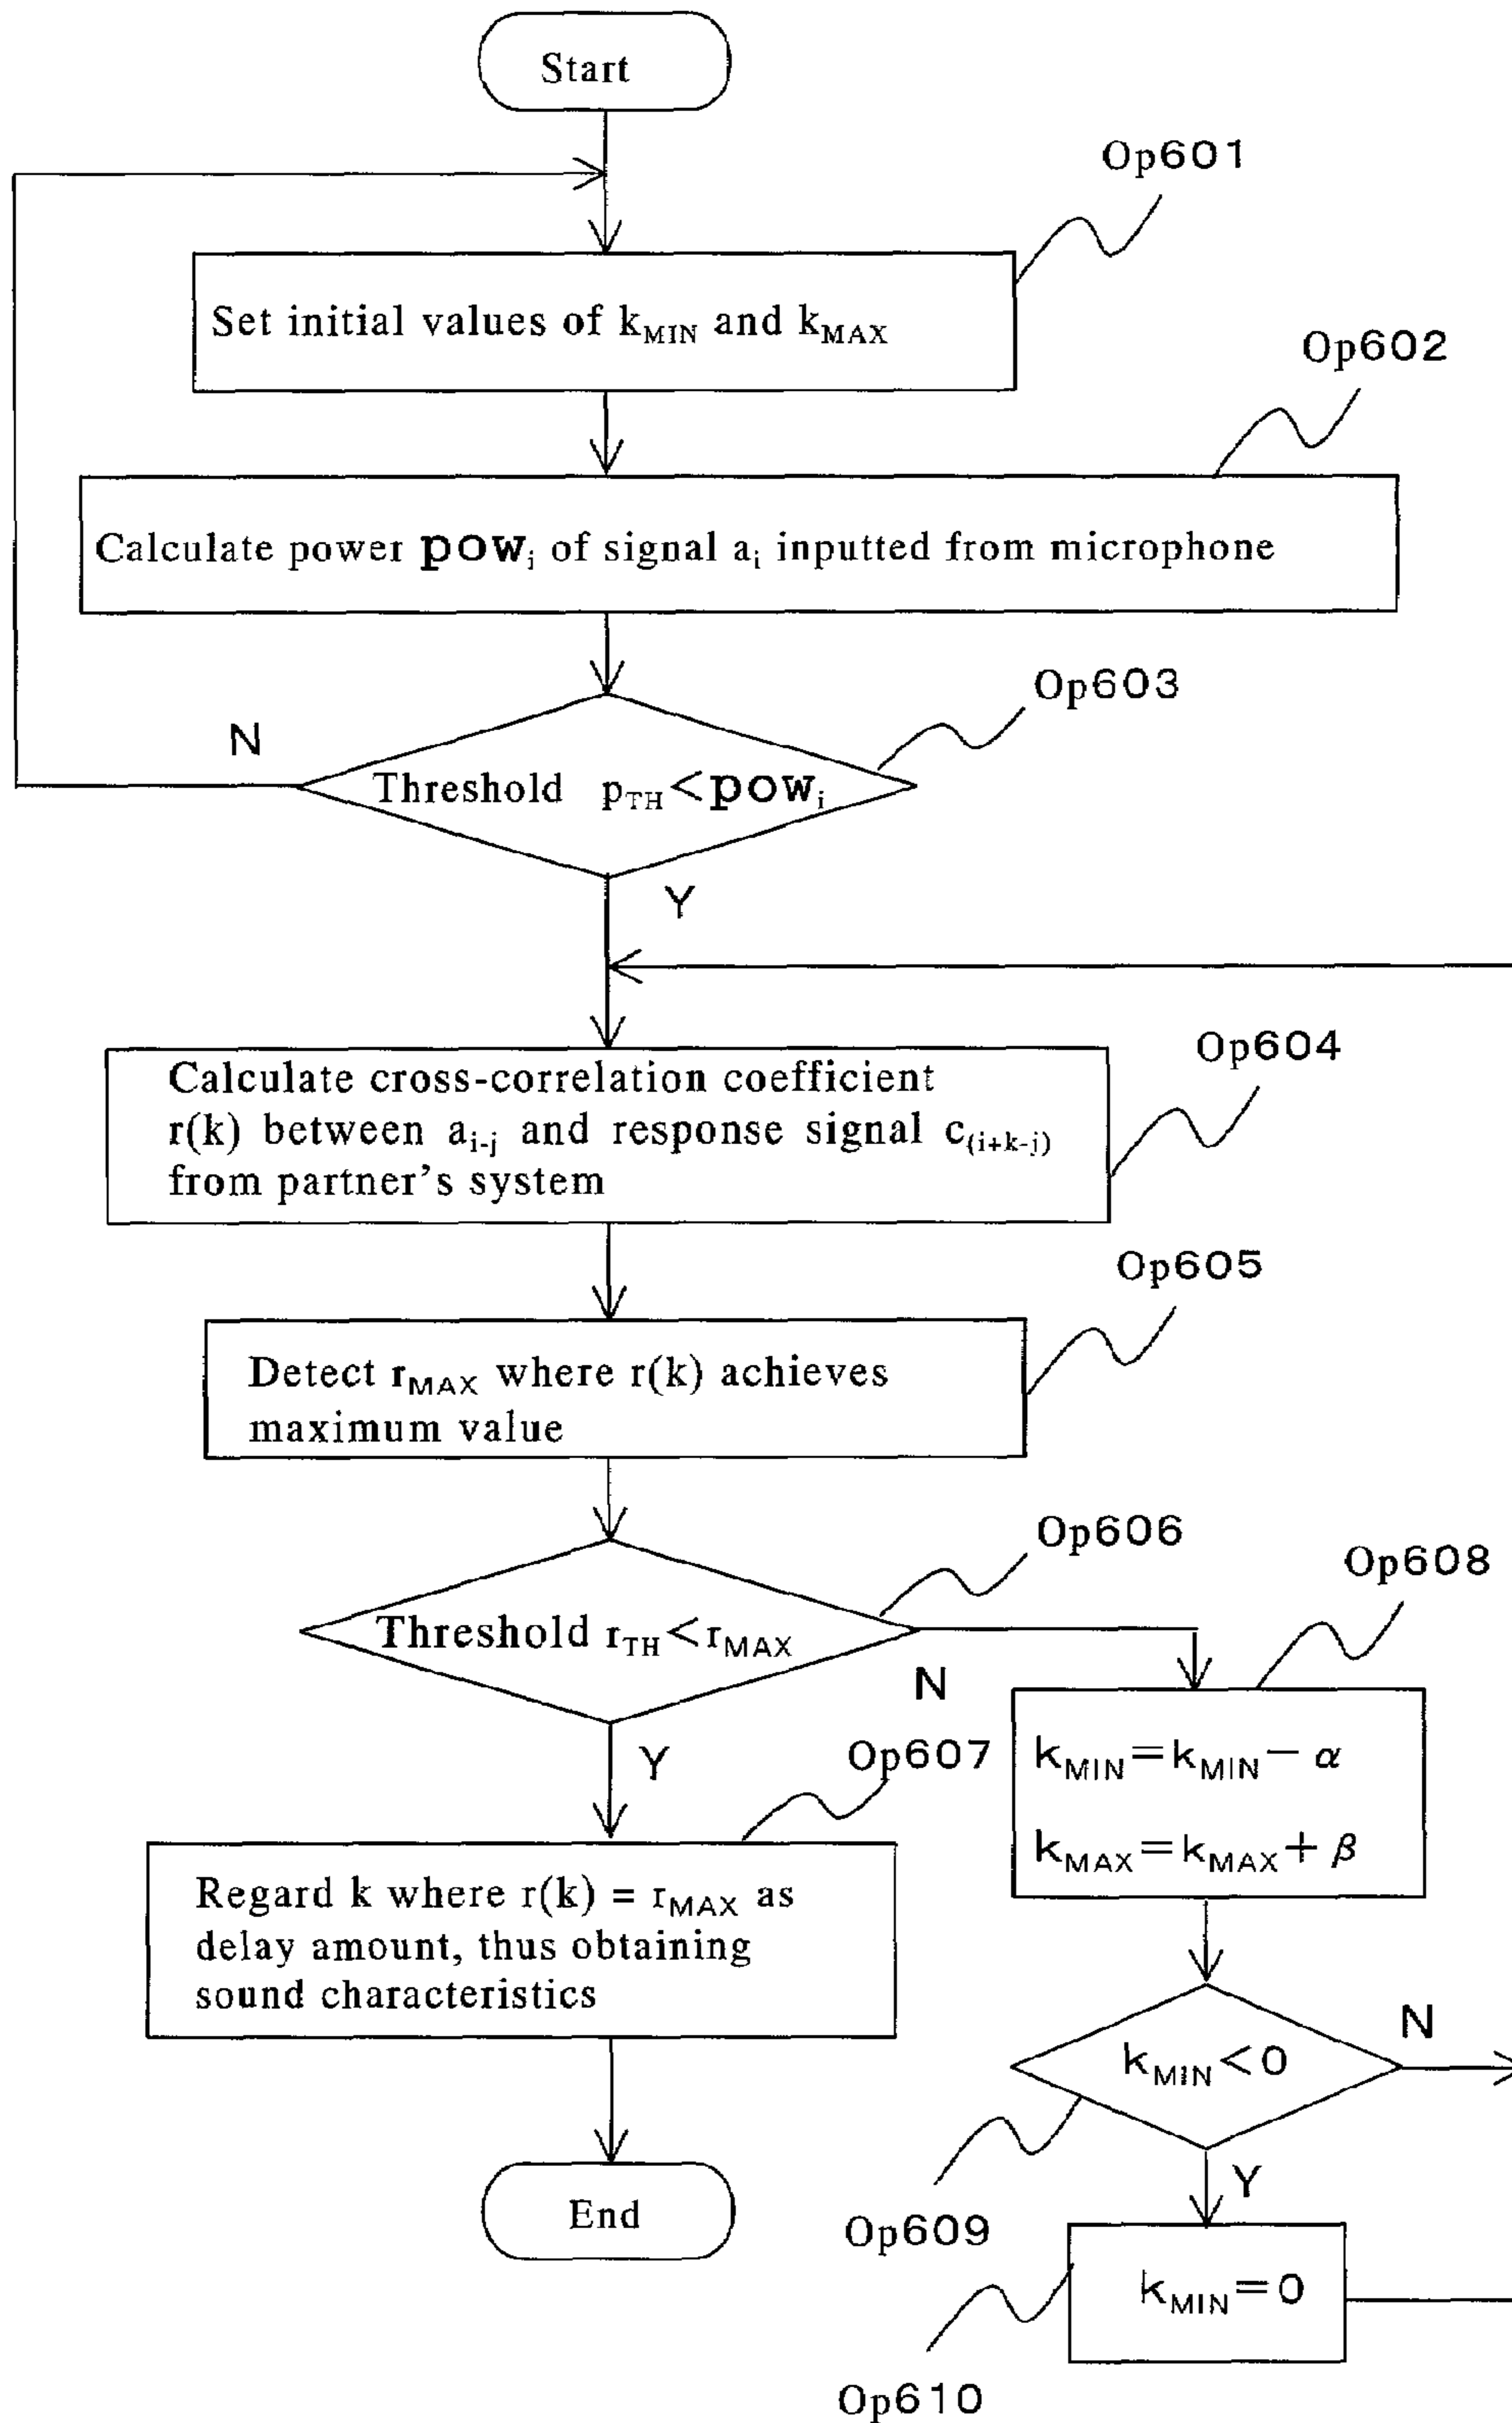 Start
Op601
Set initial values of kMIN and kMAX
Op602
Calculate power powi of signal ai inputted from microphone
Op603
N
Threshold pTH<powi
Y
Op604
Calculate cross-correlation coefficient
r(k) between ai-j and response signal c(i+k-j)
from partner's system
Op605
Detect rMAX where r(k) achieves
maximum value
Op606
Op608
Threshold rTH<rMAX
N
Y
Op607
kMIN=kMIN-α
kMAX=kMAX+β
Regard k where r(k) = rMAX as
delay amount, thus obtaining
sound characteristics
N
kMIN<0
Y
End
Op609
kMIN=0
Op610